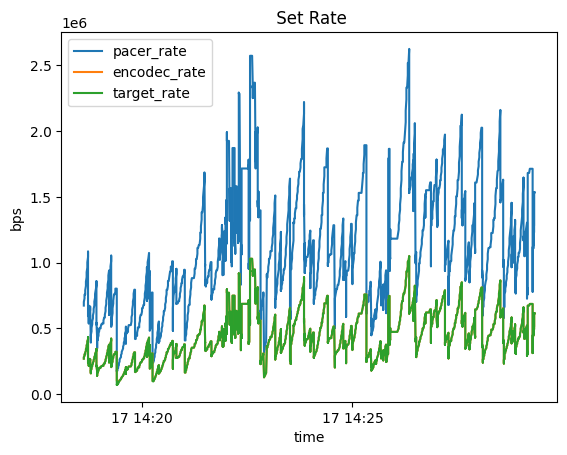 Set Rate
1e6
pacer_rate
encodec_rate
target_rate
2.5
2.0
1.5
1.0
0.5
0.0
bps
17 14:20
17 14:25
time